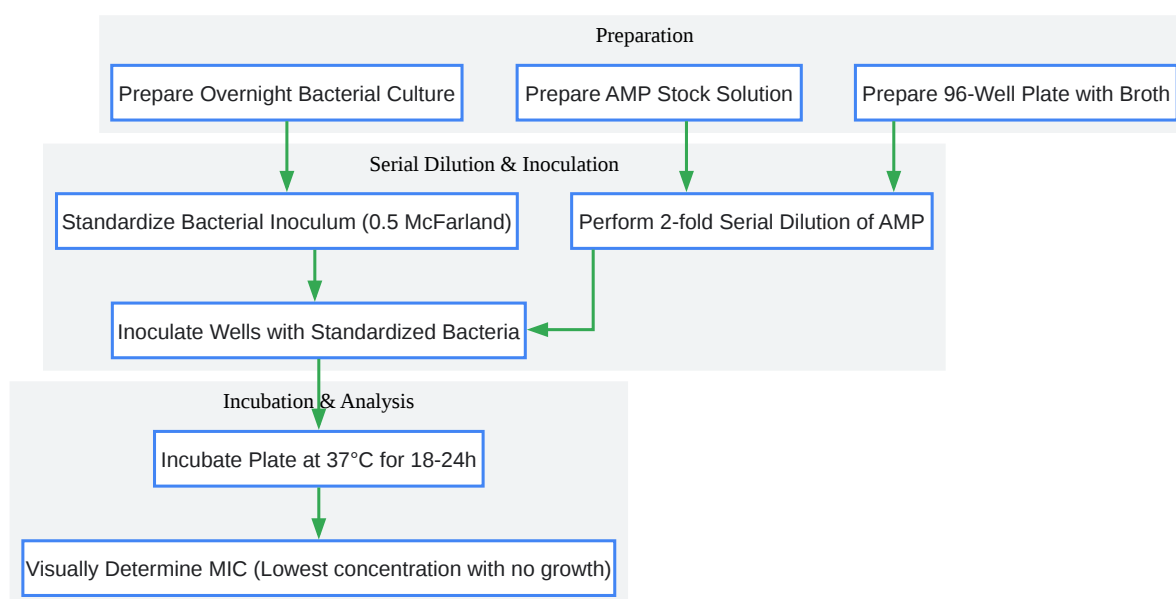 Preparation
Prepare Overnight Bacterial Culture
Prepare AMP Stock Solution
Prepare 96-Well Plate with Broth
Serial Dilution & Inoculation
Standardize Bacterial Inoculum (0.5 McFarland)
Perform 2-fold Serial Dilution of AMP
Inoculate Wells with Standardized Bacteria
Incubation & Analysis
Incubate Plate at 37°C for 18-24h
Visually Determine MIC (Lowest concentration with no growth)